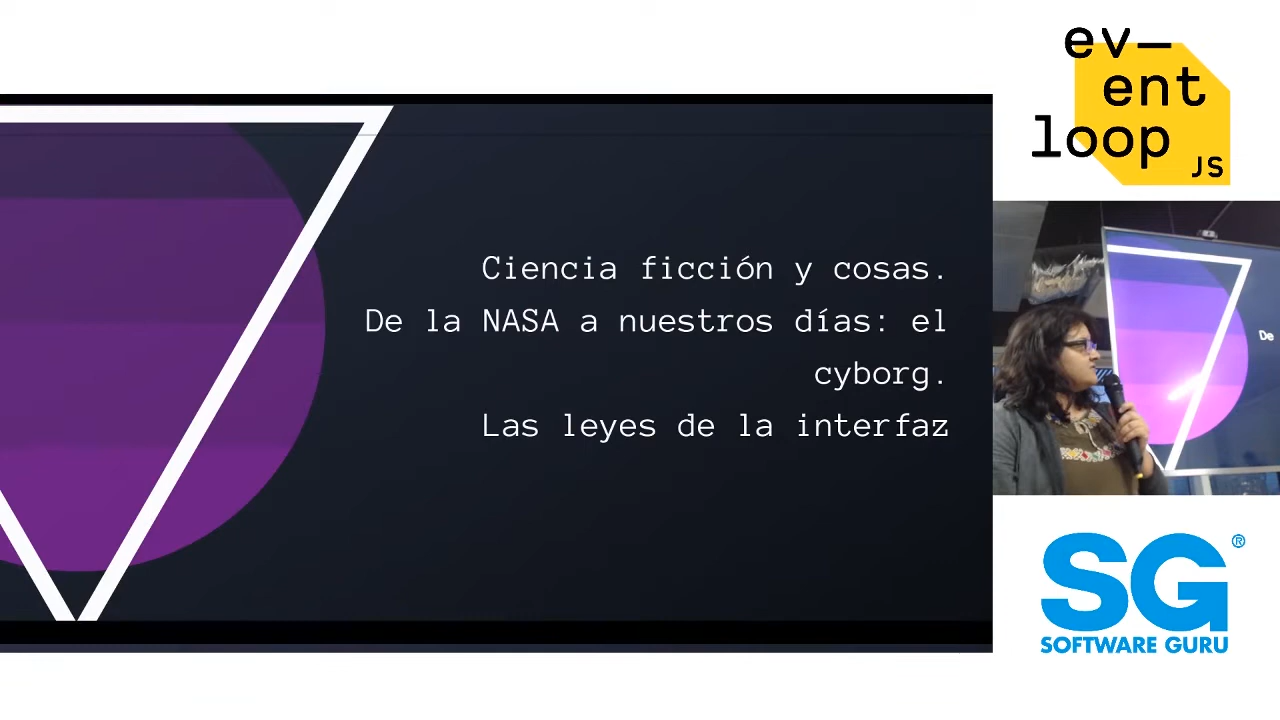 Ciencia ficción y cosas.
De la NASA a nuestros días: el
cyborg.
Las leyes de la interfaz
ev—
ent
loop
JS
De
SG®
SOFTWARE GURU